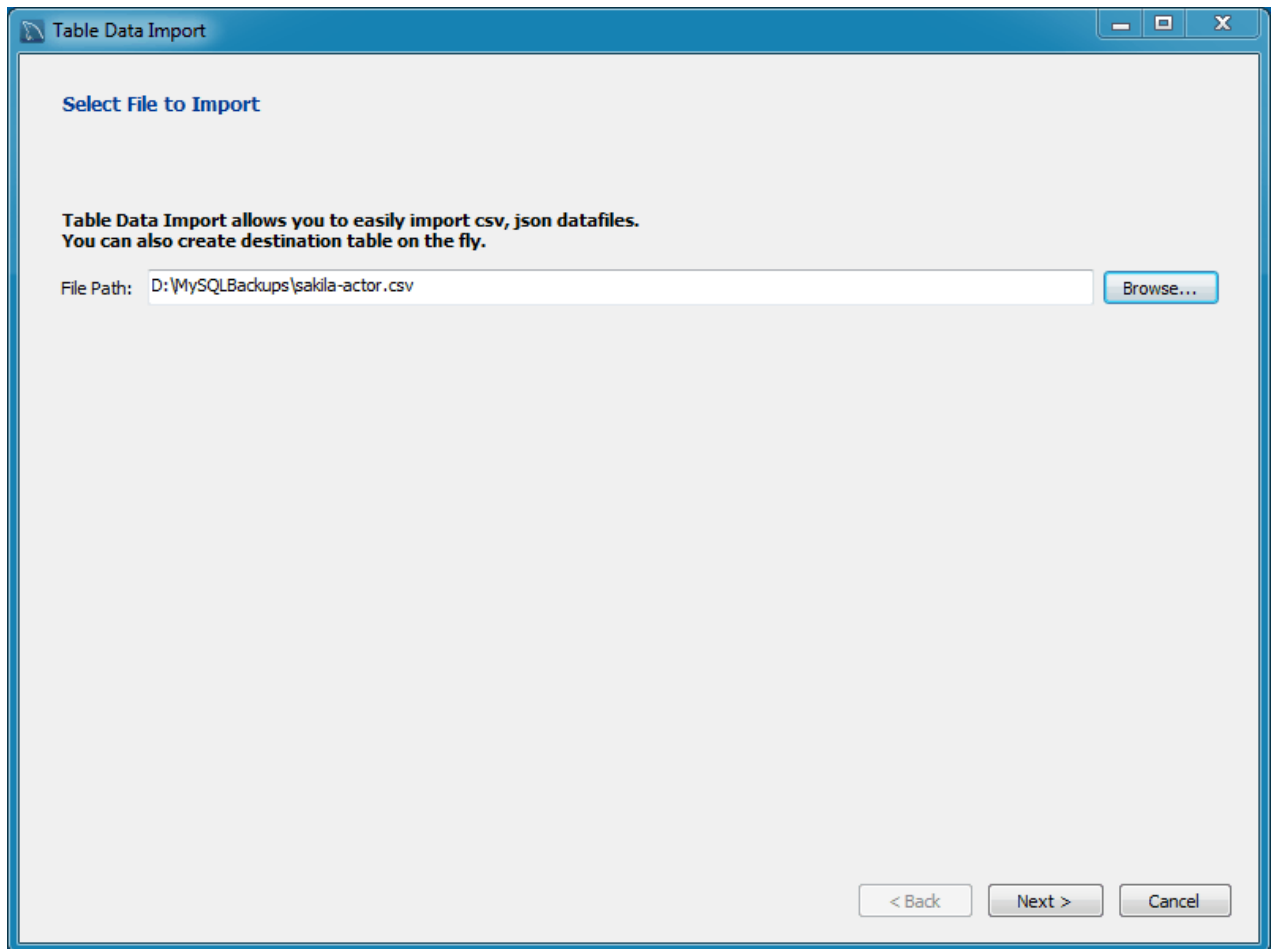 Table Data Import
Select File to Import
Table Data Import allows you to easily import csv, json datafiles.
You can also create destination table on the fly.
File Path: D:\MySQLBackups\sakila-actor.csv Browse...
< Back Next > Cancel